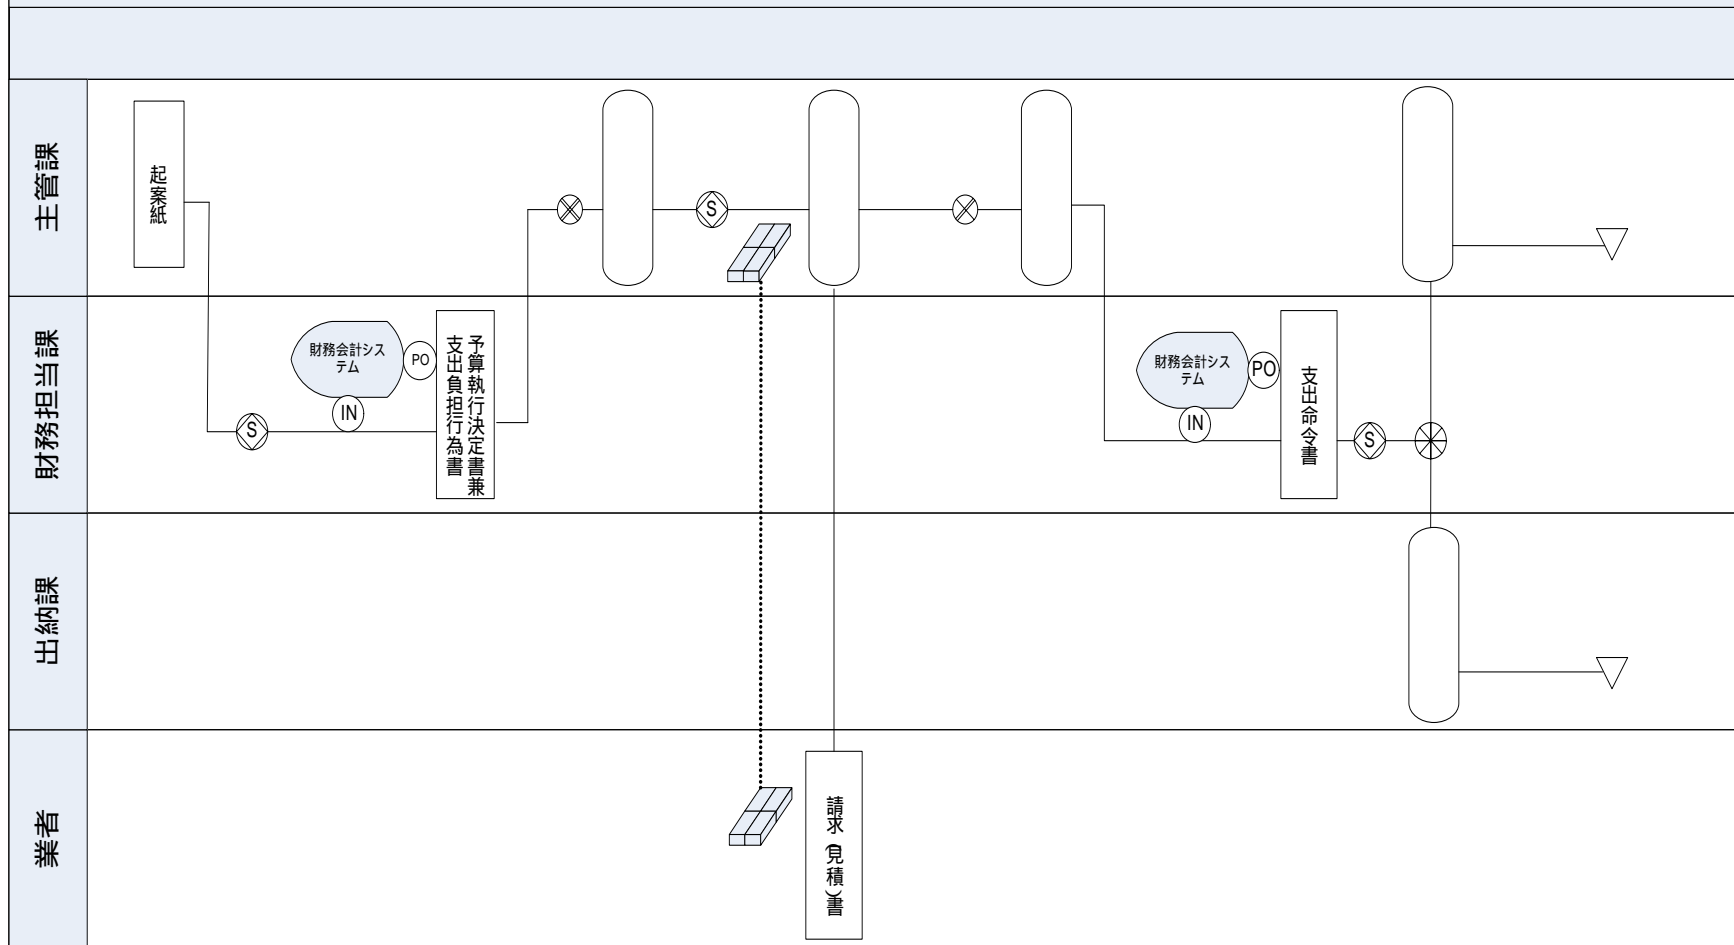 主管課
起案紙
S
財務担当課
財務会計シス
テム
PO
IN
予算執行決定書兼
支出負担行為書
財務会計シス
テム
PO
IN
支出命令書
S
S
出納課
業者
請求(見積)書